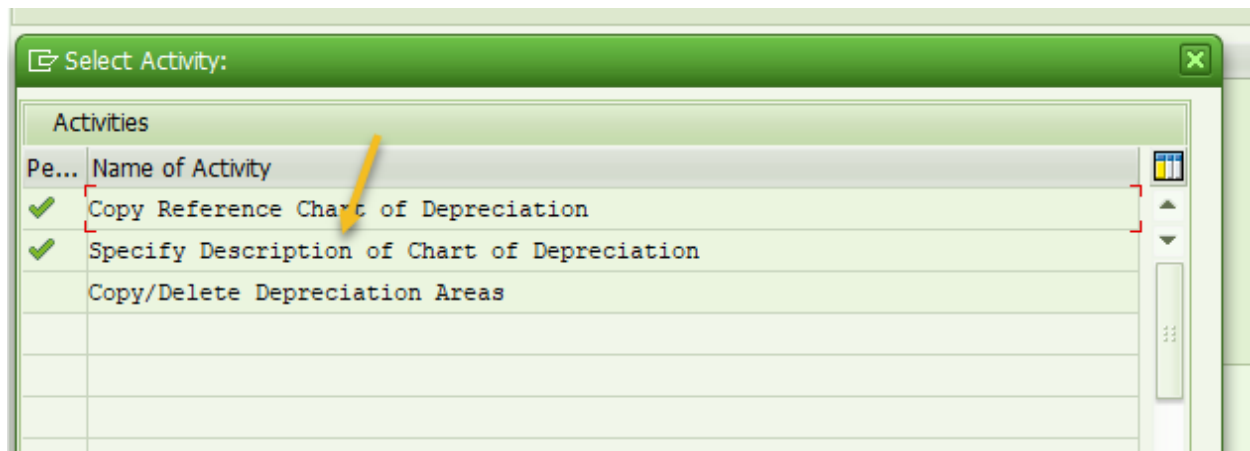 Select Activity:
Activities
Pe... Name of Activity
Copy Reference Chart of Depreciation
Specify Description of Chart of Depreciation
Copy/Delete Depreciation Areas